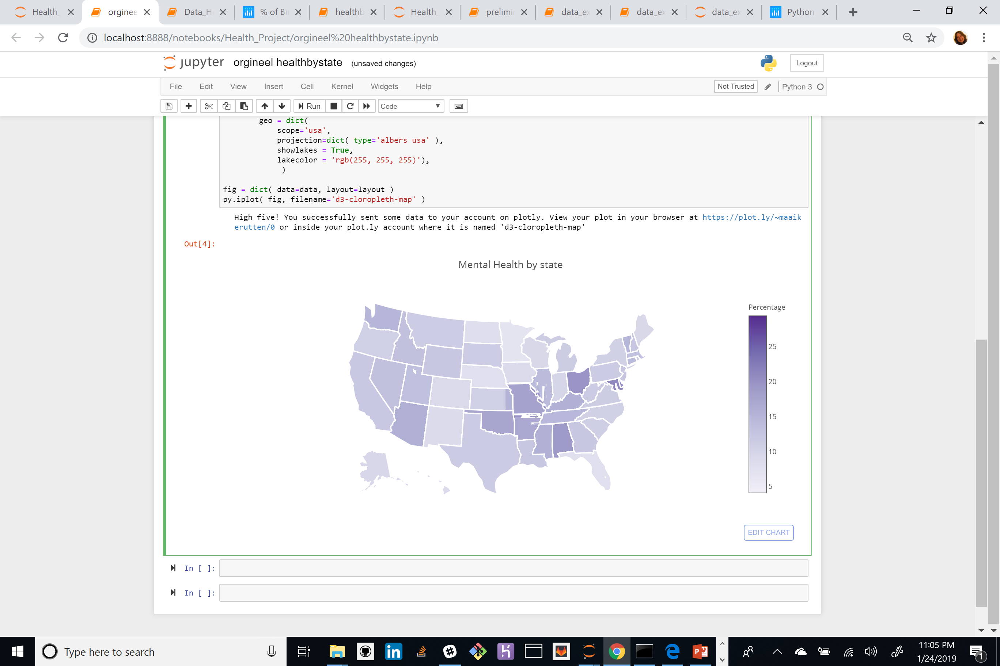 Health_
orginee
Data_H
% of Bi
healthb
Health_
prelimi
data_ex
data_ex
data_ex
Python
localhost:8888/notebooks/Health_Project/orgineel%20healthbystate.ipynb
jupyter orgineel healthbystate (unsaved changes)
Logout
File Edit View Insert Cell Kernel Widgets Help
Not Trusted
Python 3
Run
Code
geo = dict(
scope='usa',
projection=dict( type='albers usa' ),
showlakes = True,
lakecolor = 'rgb(255, 255, 255)'),
)
fig = dict( data=data, layout=layout )
py.iplot( fig, filename='d3-cloropleth-map' )
High five! You successfully sent some data to your account on plotly. View your plot in your browser at https://plot.ly/~maaik
erutten/0 or inside your plot.ly account where it is named 'd3-cloropleth-map'
Out[4]:
Mental Health by state
Percentage
25
20
15
10
5
EDIT CHART
In [ ]:
In [ ]:
Type here to search
11:05 PM
1/24/2019
1